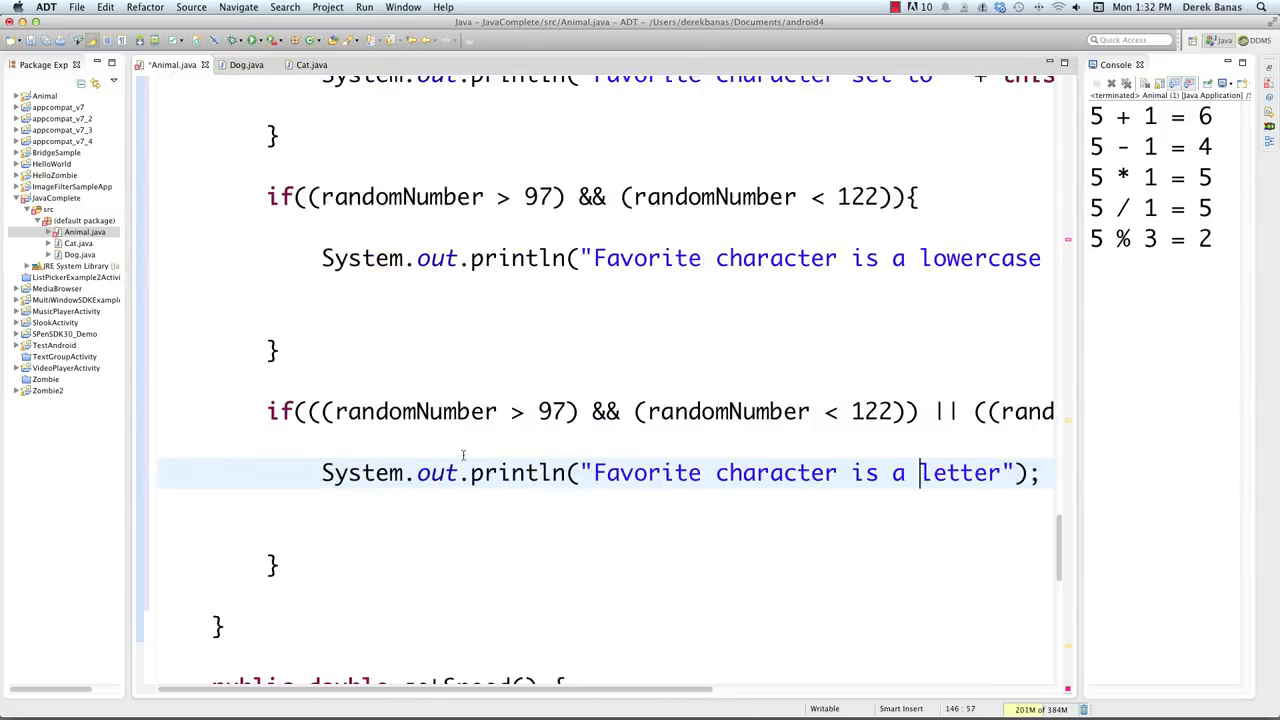 ADT File Edit Refactor Source Navigate Search Project Run Window Help 10 Mon 1:32 PM Derek Banas
Java - JavaComplete/src/Animal.java - ADT - /Users/derekbanas/Documents/android4
Quick Access Java DDMS
Package Exp
Animal
appcompat_v7
appcompat_v7_2
appcompat_v7_3
appcompat_v7_4
BridgeSample
HelloWorld
HelloZombie
ImageFilterSampleApp
JavaComplete
src
(default package)
Animal.java
Cat.java
Dog.java
JRE System Library [Ja
ListPickerExample2Activi
MediaBrowser
MultiWindowSDKExample
MusicPlayerActivity
SlookActivity
SPenSDK30_Demo
TestAndroid
TextGroupActivity
VideoPlayerActivity
Zombie
Zombie2
*Animal.java Dog.java Cat.java
System.out.println("Favorite character set to " + this
}
if((randomNumber > 97) && (randomNumber < 122)){
System.out.println("Favorite character is a lowercase
}
if(((randomNumber > 97) && (randomNumber < 122)) || ((rand
System.out.println("Favorite character is a letter");
}
}
public double getSpeed() {
Console
<terminated> Animal (1) [Java Application] /S
5 + 1 = 6
5 - 1 = 4
5 * 1 = 5
5 / 1 = 5
5 % 3 = 2
Writable Smart Insert 146 : 57 201M of 384M